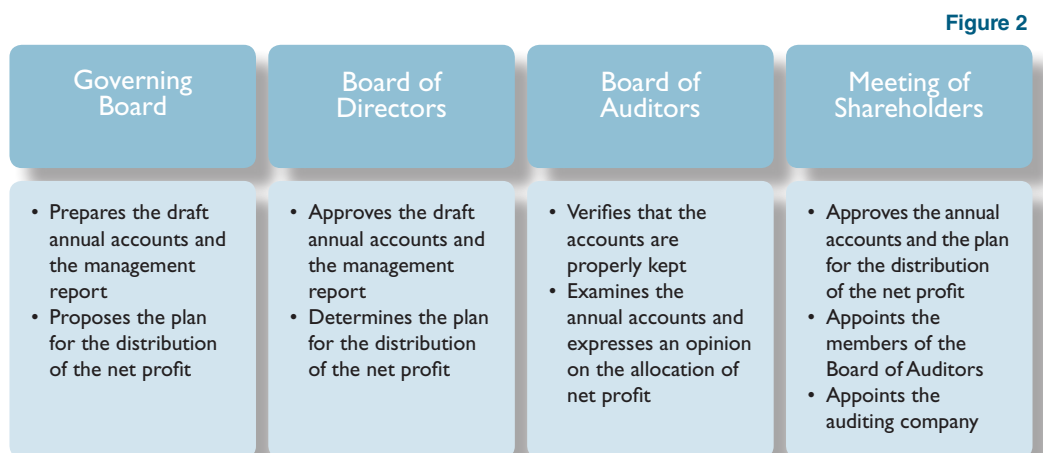 Figure 2
Governing
Board
• Prepares the draft
annual accounts and
the management
report
• Proposes the plan
for the distribution
of the net profit
Board of
Directors
• Approves the draft
annual accounts and
the management
report
• Determines the plan
for the distribution
of the net profit
Board of
Auditors
• Verifies that the
accounts are
properly kept
• Examines the
annual accounts and
expresses an opinion
on the allocation of
net profit
Meeting of
Shareholders
• Approves the annual
accounts and the plan
for the distribution
of the net profit
• Appoints the
members of the
Board of Auditors
• Appoints the
auditing company